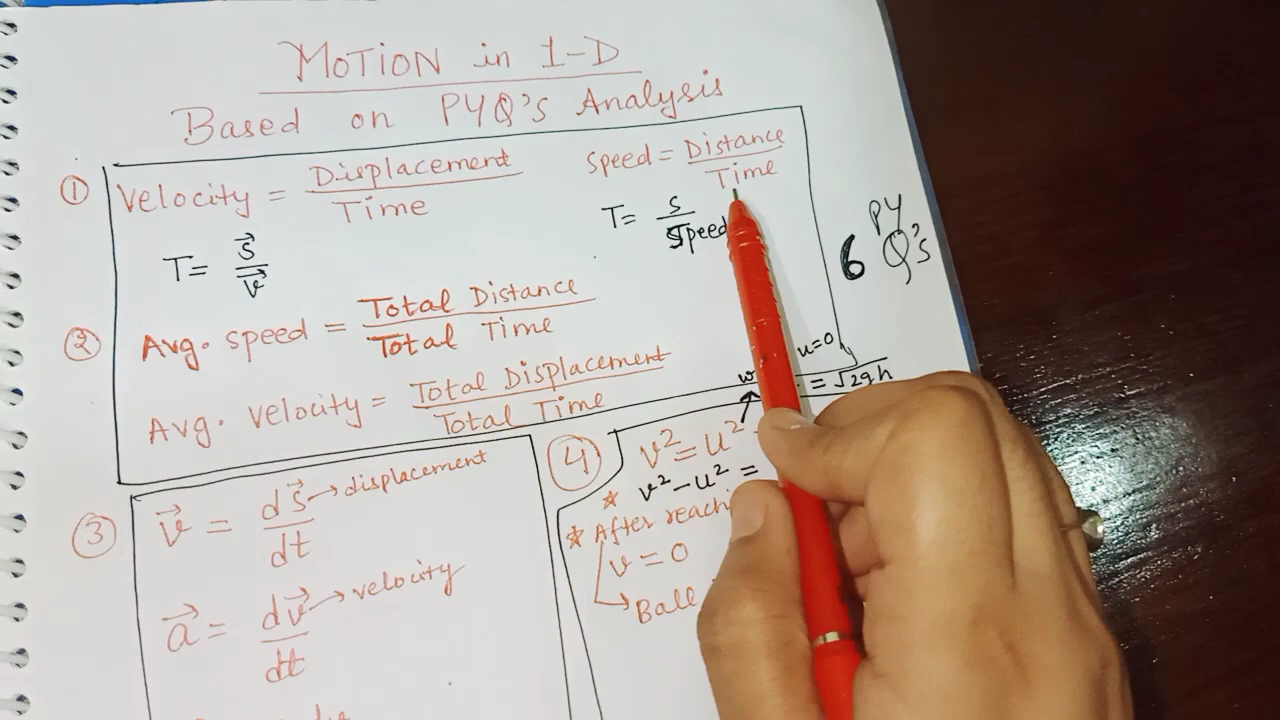 MOTION in 1-D
Based on PYQ's Analysis
① Velocity = Displacement / Time
Speed = Distance / Time
T = s⃗ / v⃗
T = s / Speed
6 PYQ's
② Avg. speed = Total Distance / Total Time
Avg. velocity = Total Displacement / Total Time
u=0
= √2gh
③ v⃗ = ds⃗ / dt → displacement
a⃗ = dv⃗ / dt → velocity
④ v² = u²
* v² - u² =
* After
v = 0
Ball